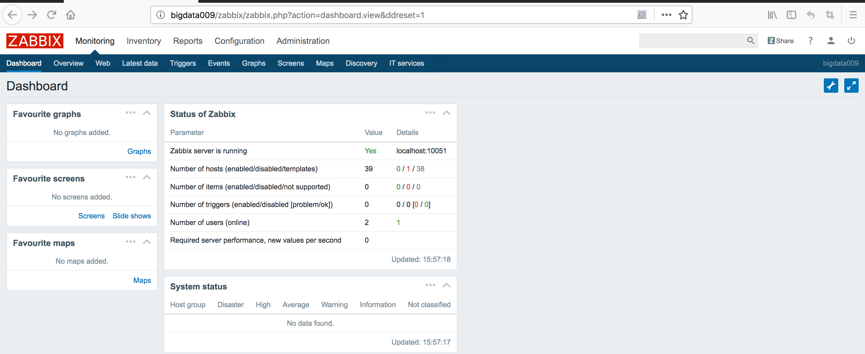 bigdata009/zabbix/zabbix.php?action=dashboard.view&ddreset=1
ZABBIX Monitoring Inventory Reports Configuration Administration Z Share ?
Dashboard Overview Web Latest data Triggers Events Graphs Screens Maps Discovery IT services bigdata009
Dashboard
Favourite graphs
No graphs added.
Graphs
Favourite screens
No screens added.
Screens Slide shows
Favourite maps
No maps added.
Maps
Status of Zabbix
Parameter Value Details
Zabbix server is running Yes localhost:10051
Number of hosts (enabled/disabled/templates) 39 0 / 1 / 38
Number of items (enabled/disabled/not supported) 0 0 / 0 / 0
Number of triggers (enabled/disabled [problem/ok]) 0 0 / 0 [0 / 0]
Number of users (online) 2 1
Required server performance, new values per second 0
Updated: 15:57:18
System status
Host group Disaster High Average Warning Information Not classified
No data found.
Updated: 15:57:17